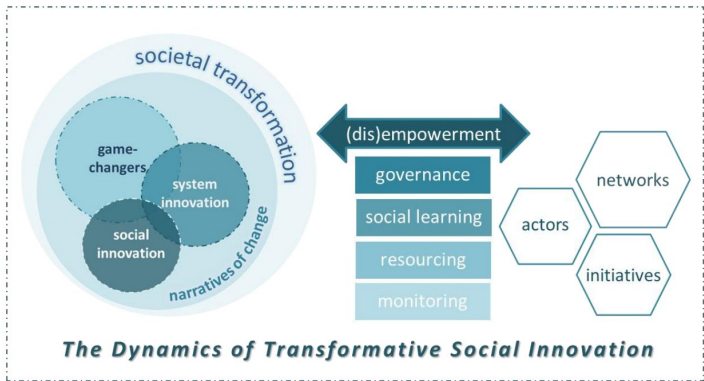 societal transformation
game-
changers
system
innovation
social
innovation
narratives of change
(dis)empowerment
governance
social learning
resourcing
monitoring
actors
networks
initiatives
The Dynamics of Transformative Social Innovation